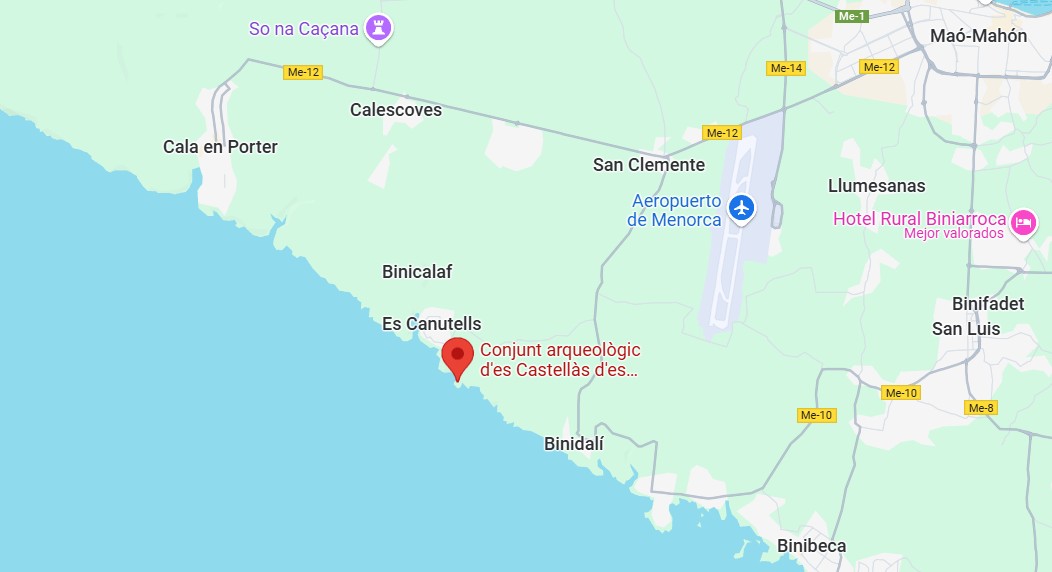 Me-1
So na Caçana
Maó-Mahón
Me-12
Me-14
Me-12
Calescoves
Me-12
Cala en Porter
San Clemente
Llumesanas
Aeropuerto
de Menorca
Hotel Rural Biniarroca
Mejor valorados
Binicalaf
Binifadet
Es Canutells
San Luis
Conjunt arqueològic
d'es Castellàs d'es…
Me-10
Me-8
Me-10
Binidalí
Binibeca